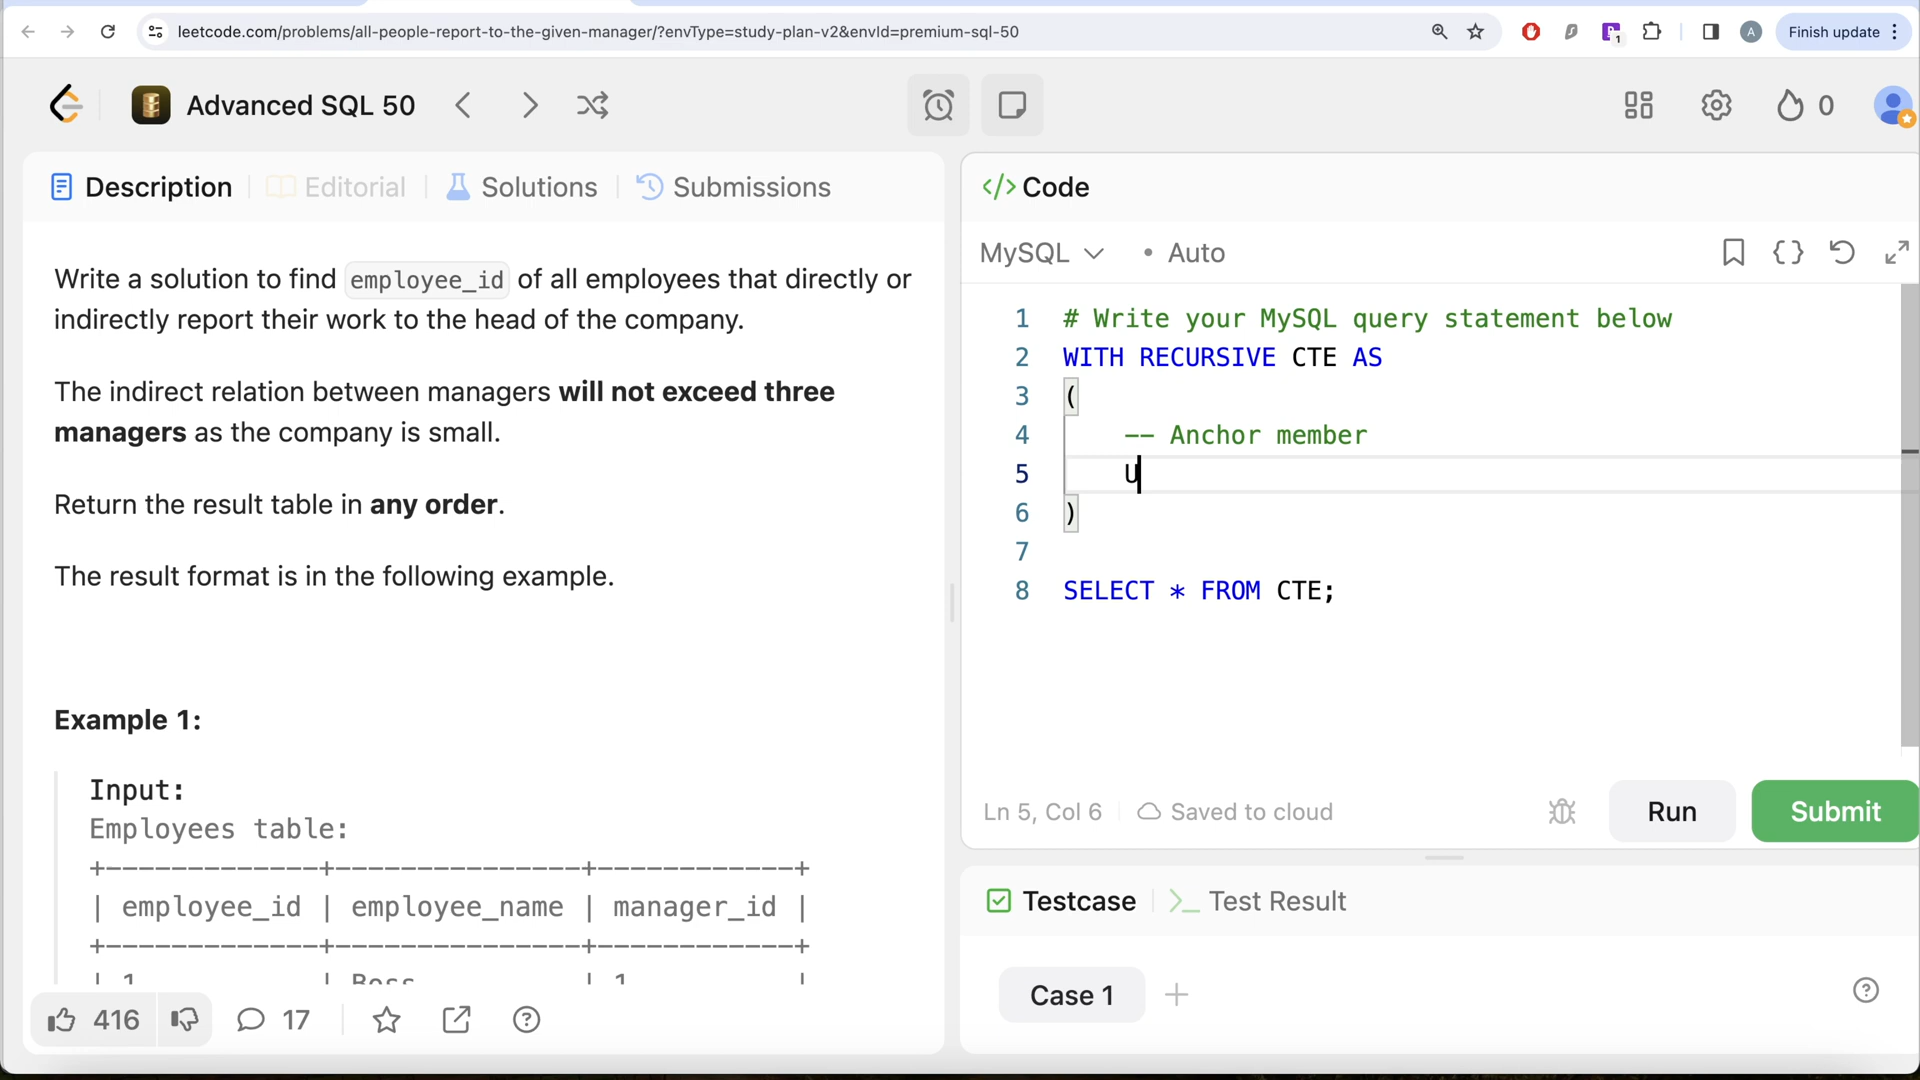 leetcode.com/problems/all-people-report-to-the-given-manager/?envType=study-plan-v2&envId=premium-sql-50
1
A
Finish update
Advanced SQL 50
0
Description
Editorial
Solutions
Submissions
Write a solution to find employee_id of all employees that directly or
indirectly report their work to the head of the company.
The indirect relation between managers will not exceed three
managers as the company is small.
Return the result table in any order.
The result format is in the following example.
Example 1:
Input:
Employees table:
+-------------+---------------+------------+
| employee_id | employee_name | manager_id |
+-------------+---------------+------------+
| 1 | Boss | 1 |
416
17
</> Code
MySQL
• Auto
1 # Write your MySQL query statement below
2 WITH RECURSIVE CTE AS
3 (
4 -- Anchor member
5 U
6 )
7
8 SELECT * FROM CTE;
Ln 5, Col 6
Saved to cloud
Run
Submit
Testcase
>_ Test Result
Case 1
+